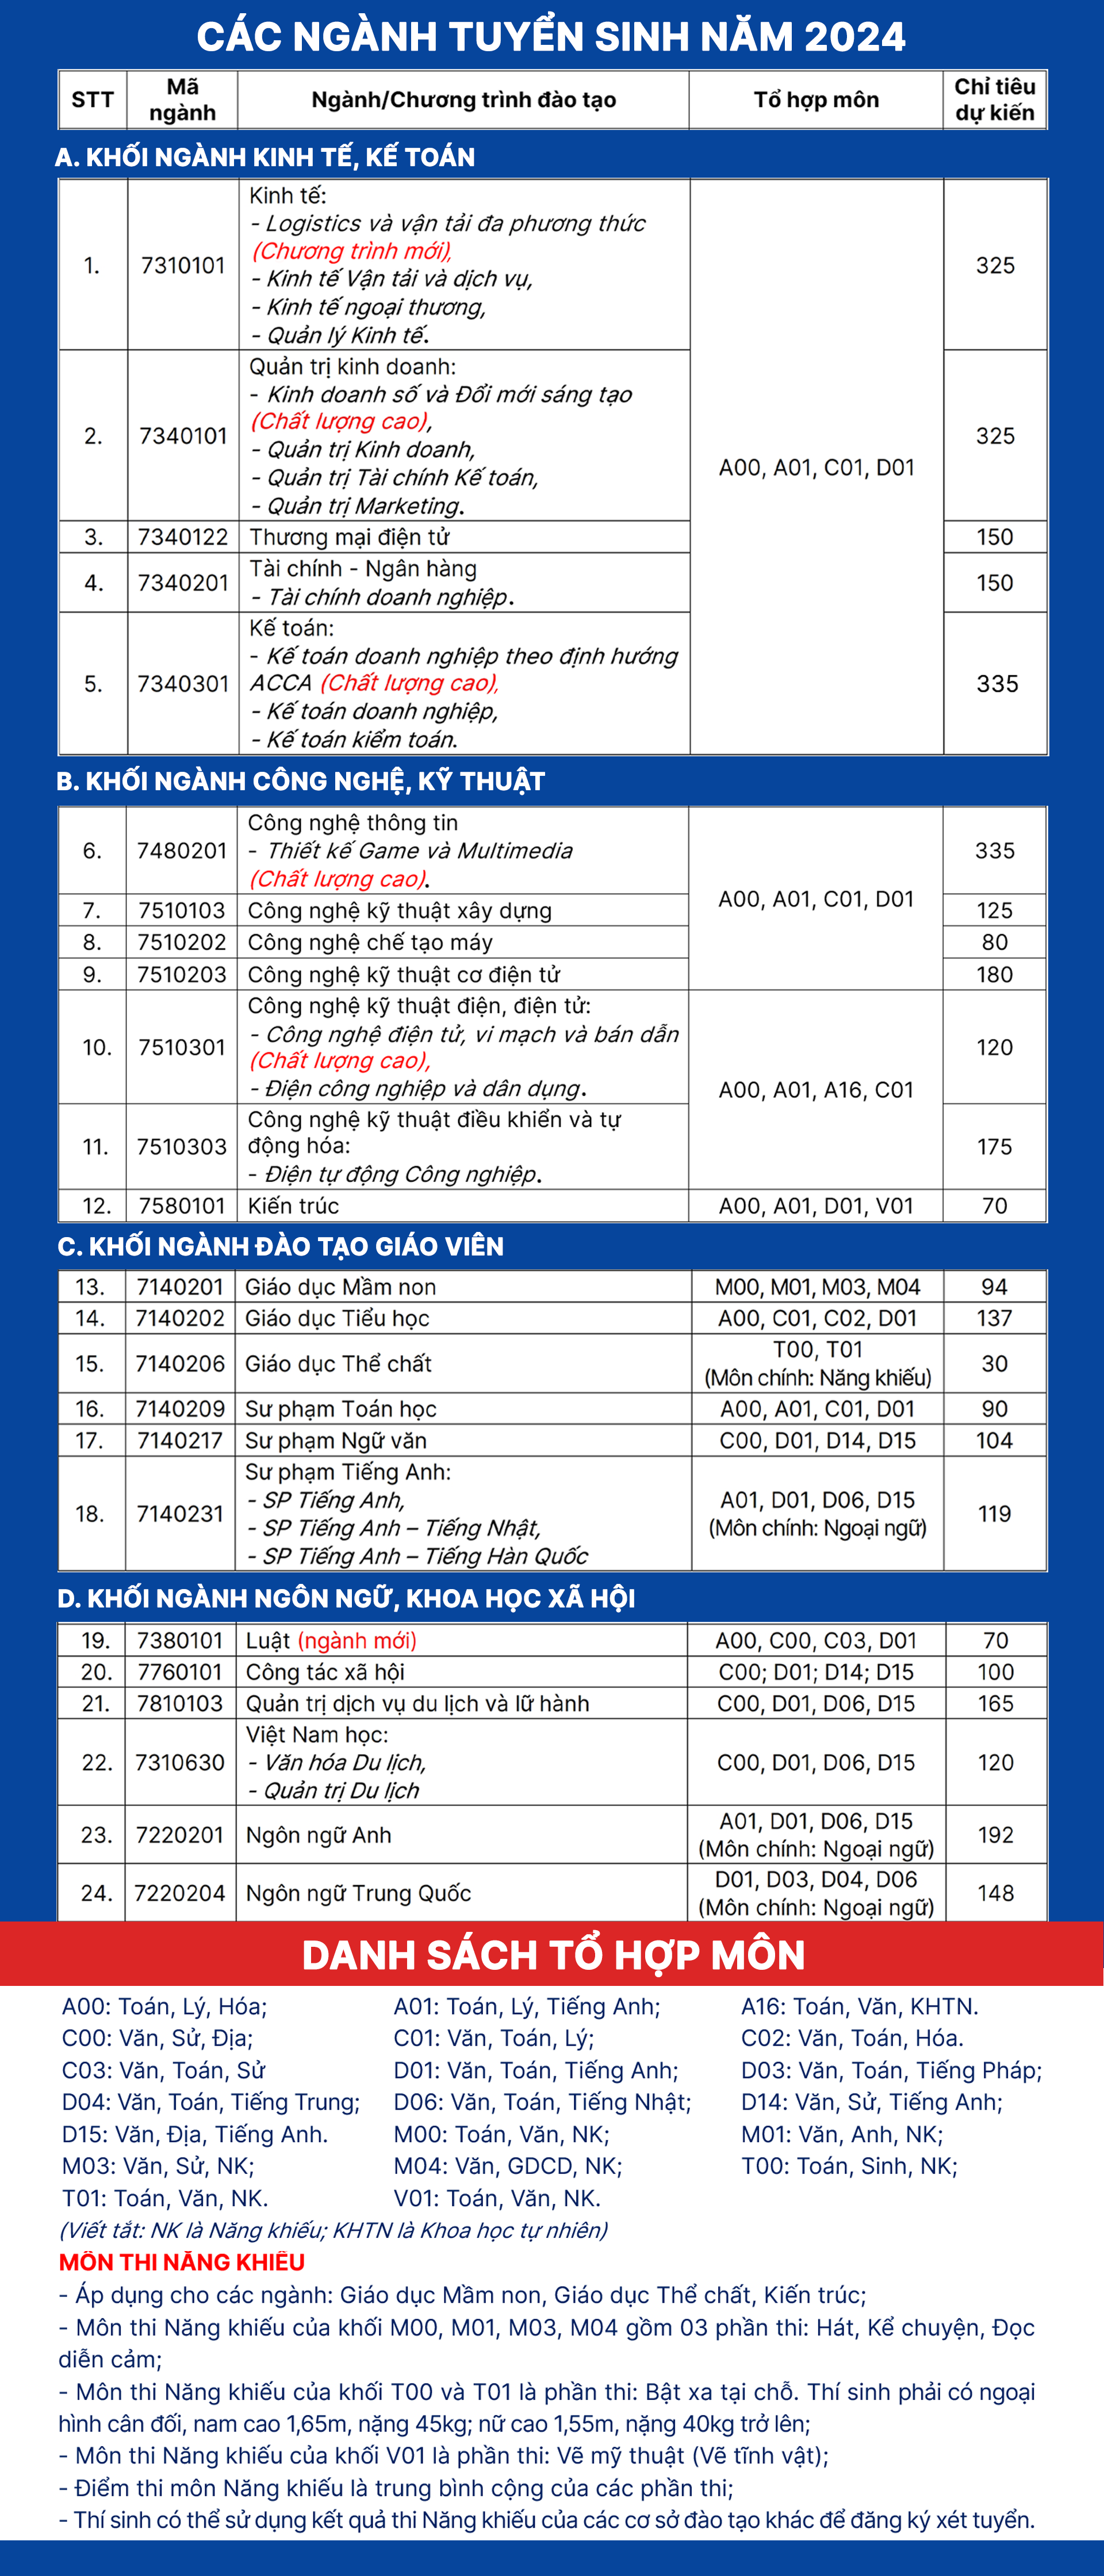 CÁC NGÀNH TUYỂN SINH NĂM 2024
STT Mã ngành Ngành/Chương trình đào tạo Tổ hợp môn Chỉ tiêu dự kiến
A. KHỐI NGÀNH KINH TẾ, KẾ TOÁN
1. 7310101 Kinh tế:
- Logistics và vận tải đa phương thức
(Chương trình mới),
- Kinh tế Vận tải và dịch vụ,
- Kinh tế ngoại thương,
- Quản lý Kinh tế.
325
2. 7340101 Quản trị kinh doanh:
- Kinh doanh số và Đổi mới sáng tạo
(Chất lượng cao),
- Quản trị Kinh doanh,
- Quản trị Tài chính Kế toán,
- Quản trị Marketing.
325
A00, A01, C01, D01
3. 7340122 Thương mại điện tử 150
4. 7340201 Tài chính - Ngân hàng
- Tài chính doanh nghiệp.
150
5. 7340301 Kế toán:
- Kế toán doanh nghiệp theo định hướng
ACCA (Chất lượng cao),
- Kế toán doanh nghiệp,
- Kế toán kiểm toán.
335
B. KHỐI NGÀNH CÔNG NGHỆ, KỸ THUẬT
6. 7480201 Công nghệ thông tin
- Thiết kế Game và Multimedia
(Chất lượng cao).
335
A00, A01, C01, D01
7. 7510103 Công nghệ kỹ thuật xây dựng 125
8. 7510202 Công nghệ chế tạo máy 80
9. 7510203 Công nghệ kỹ thuật cơ điện tử 180
10. 7510301 Công nghệ kỹ thuật điện, điện tử:
- Công nghệ điện tử, vi mạch và bán dẫn
(Chất lượng cao),
- Điện công nghiệp và dân dụng.
120
A00, A01, A16, C01
11. 7510303 Công nghệ kỹ thuật điều khiển và tự
động hóa:
- Điện tự động Công nghiệp.
175
12. 7580101 Kiến trúc A00, A01, D01, V01 70
C. KHỐI NGÀNH ĐÀO TẠO GIÁO VIÊN
13. 7140201 Giáo dục Mầm non M00, M01, M03, M04 94
14. 7140202 Giáo dục Tiểu học A00, C01, C02, D01 137
15. 7140206 Giáo dục Thể chất T00, T01
(Môn chính: Năng khiếu)
30
16. 7140209 Sư phạm Toán học A00, A01, C01, D01 90
17. 7140217 Sư phạm Ngữ văn C00, D01, D14, D15 104
18. 7140231 Sư phạm Tiếng Anh:
- SP Tiếng Anh,
- SP Tiếng Anh – Tiếng Nhật,
- SP Tiếng Anh – Tiếng Hàn Quốc
A01, D01, D06, D15
(Môn chính: Ngoại ngữ)
119
D. KHỐI NGÀNH NGÔN NGỮ, KHOA HỌC XÃ HỘI
19. 7380101 Luật (ngành mới) A00, C00, C03, D01 70
20. 7760101 Công tác xã hội C00; D01; D14; D15 100
21. 7810103 Quản trị dịch vụ du lịch và lữ hành C00, D01, D06, D15 165
22. 7310630 Việt Nam học:
- Văn hóa Du lịch,
- Quản trị Du lịch
C00, D01, D06, D15 120
23. 7220201 Ngôn ngữ Anh A01, D01, D06, D15
(Môn chính: Ngoại ngữ)
192
24. 7220204 Ngôn ngữ Trung Quốc D01, D03, D04, D06
(Môn chính: Ngoại ngữ)
148
DANH SÁCH TỔ HỢP MÔN
A00: Toán, Lý, Hóa; A01: Toán, Lý, Tiếng Anh; A16: Toán, Văn, KHTN.
C00: Văn, Sử, Địa; C01: Văn, Toán, Lý; C02: Văn, Toán, Hóa.
C03: Văn, Toán, Sử D01: Văn, Toán, Tiếng Anh; D03: Văn, Toán, Tiếng Pháp;
D04: Văn, Toán, Tiếng Trung; D06: Văn, Toán, Tiếng Nhật; D14: Văn, Sử, Tiếng Anh;
D15: Văn, Địa, Tiếng Anh. M00: Toán, Văn, NK; M01: Văn, Anh, NK;
M03: Văn, Sử, NK; M04: Văn, GDCD, NK; T00: Toán, Sinh, NK;
T01: Toán, Văn, NK. V01: Toán, Văn, NK.
(Viết tắt: NK là Năng khiếu; KHTN là Khoa học tự nhiên)
MÔN THI NĂNG KHIẾU
- Áp dụng cho các ngành: Giáo dục Mầm non, Giáo dục Thể chất, Kiến trúc;
- Môn thi Năng khiếu của khối M00, M01, M03, M04 gồm 03 phần thi: Hát, Kể chuyện, Đọc
diễn cảm;
- Môn thi Năng khiếu của khối T00 và T01 là phần thi: Bật xa tại chỗ. Thí sinh phải có ngoại
hình cân đối, nam cao 1,65m, nặng 45kg; nữ cao 1,55m, nặng 40kg trở lên;
- Môn thi Năng khiếu của khối V01 là phần thi: Vẽ mỹ thuật (Vẽ tĩnh vật);
- Điểm thi môn Năng khiếu là trung bình cộng của các phần thi;
- Thí sinh có thể sử dụng kết quả thi Năng khiếu của các cơ sở đào tạo khác để đăng ký xét tuyển.